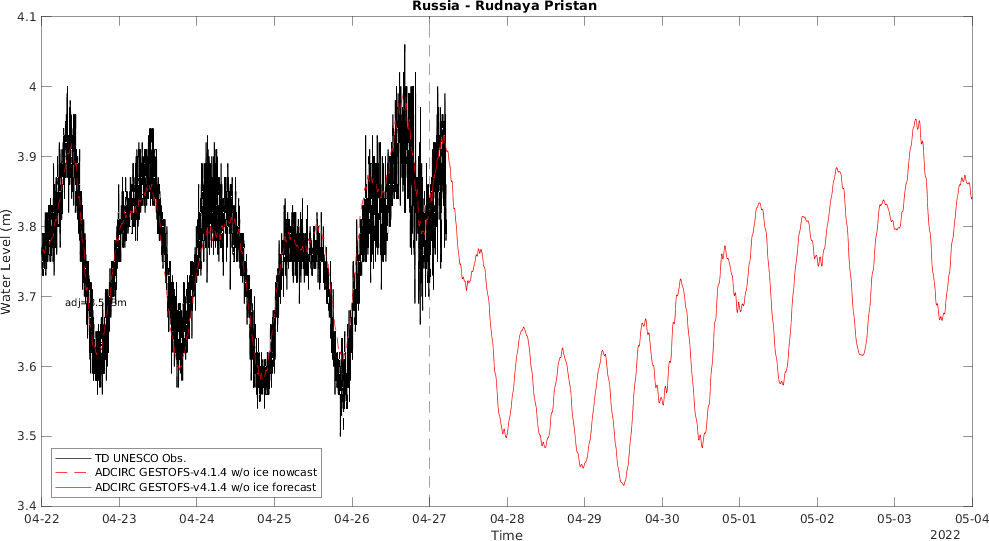 Russia - Rudnaya Pristan
4.1
4
3.9
3.8
3.7
3.6
3.5
3.4
Water Level (m)
TD UNESCO Obs.
ADCIRC GESTOFS-v4.1.4 w/o ice nowcast
ADCIRC GESTOFS-v4.1.4 w/o ice forecast
04-22 04-23 04-24 04-25 04-26 04-27 04-28 04-29 04-30 05-01 05-02 05-03 05-04
Time
2022